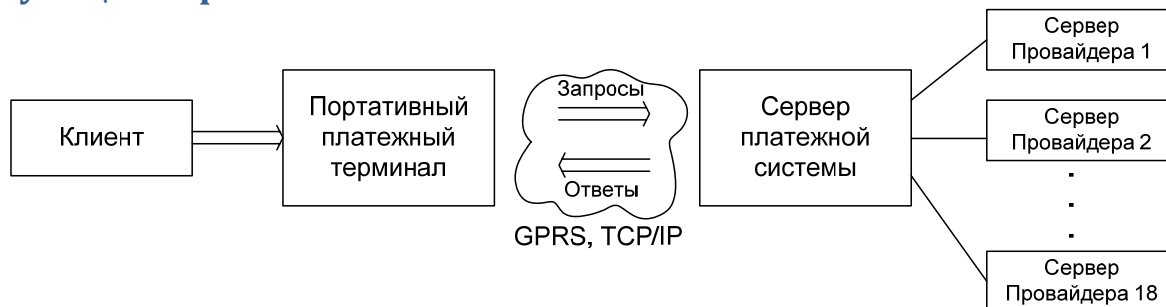 Клиент
Портативный
платежный
терминал
Запросы
Ответы
GPRS, TCP/IP
Сервер
платежной
системы
Сервер
Провайдера 1
Сервер
Провайдера 2
Сервер
Провайдера 18